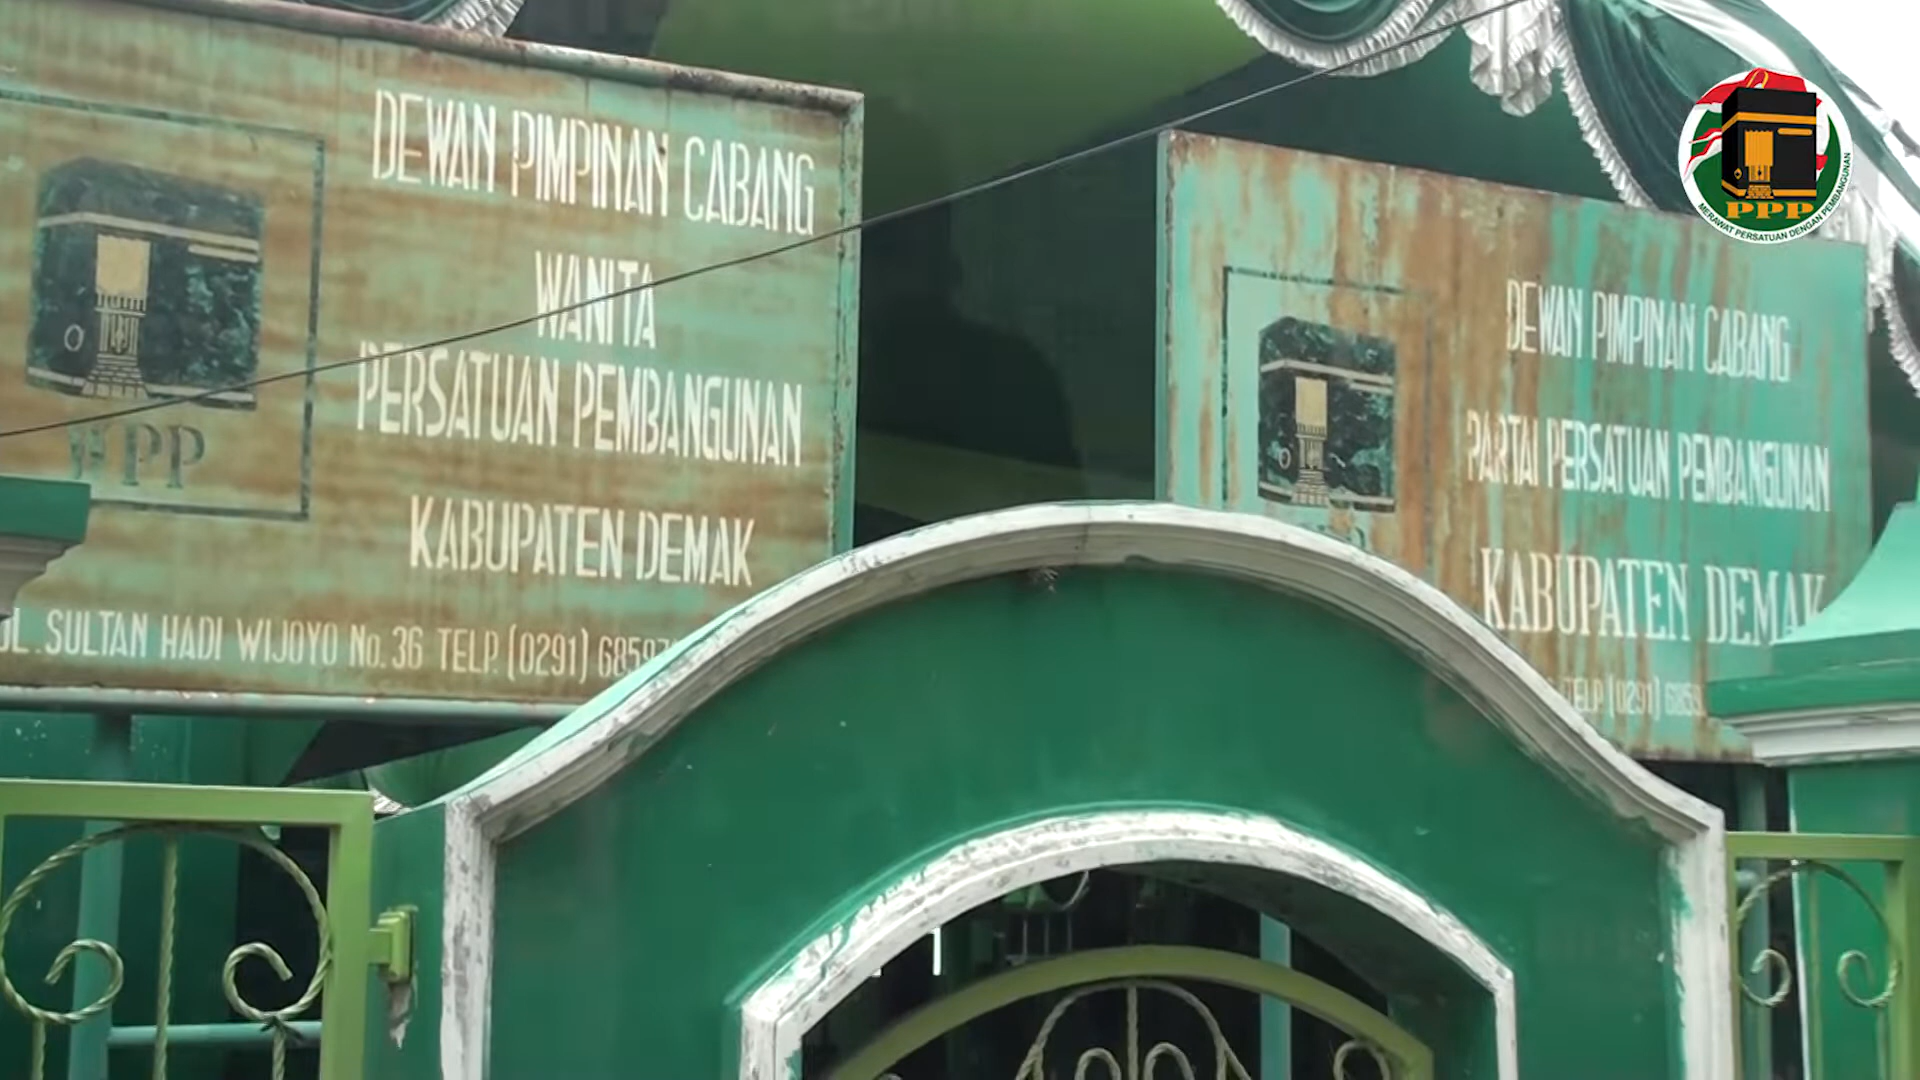 DEWAN PIMPINAN CABANG
WANITA
PERSATUAN PEMBANGUNAN
KABUPATEN DEMAK
WPP
JL. SULTAN HADI WIJOYO No. 36 TELP. (0291)
DEWAN PIMPINAN CABANG
PARTAI PERSATUAN PEMBANGUNAN
KABUPATEN DEMAK
TELP. (0291)
PPP
MERAWAT PERSATUAN DENGAN PEMBANGUNAN